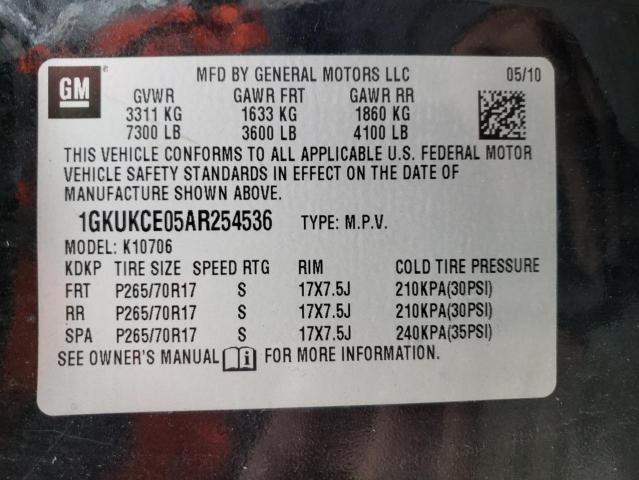 GM MFD BY GENERAL MOTORS LLC 05/10
GVWR GAWR FRT GAWR RR
3311 KG 1633 KG 1860 KG
7300 LB 3600 LB 4100 LB
THIS VEHICLE CONFORMS TO ALL APPLICABLE U.S. FEDERAL MOTOR
VEHICLE SAFETY STANDARDS IN EFFECT ON THE DATE OF
MANUFACTURE SHOWN ABOVE.
1GKUKCE05AR254536 TYPE: M.P.V.
MODEL: K10706
KDKP TIRE SIZE SPEED RTG RIM COLD TIRE PRESSURE
FRT P265/70R17 S 17X7.5J 210KPA(30PSI)
RR P265/70R17 S 17X7.5J 210KPA(30PSI)
SPA P265/70R17 S 17X7.5J 240KPA(35PSI)
SEE OWNER'S MANUAL i FOR MORE INFORMATION.